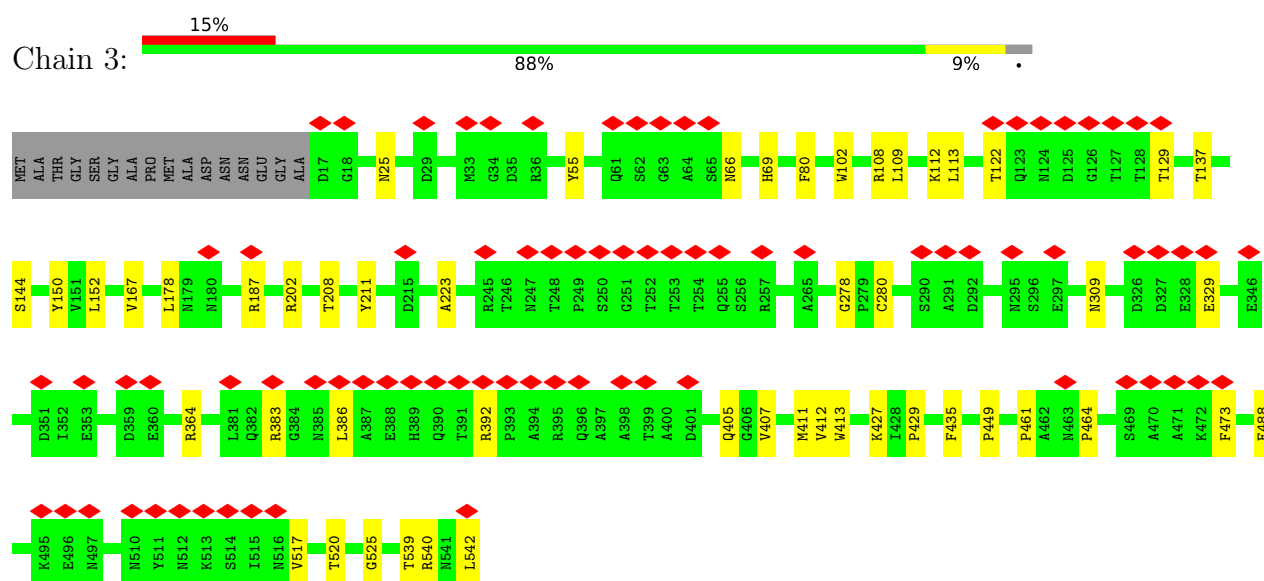 15%
Chain 3:
88% 9% •
MET ALA THR GLY SER GLY ALA PRO MET ALA ASP ASN ASN GLU GLY ALA D17 G18 N25 D29 M33 G34 D35 R36 Y55 Q61 S62 G63 A64 S65 N66 H69 F80 W102 R108 L109 K112 L113 T122 Q123 N124 D125 G126 T127 T128 T129 T137
S144 Y150 V151 L152 V167 L178 N179 N180 R187 R202 T208 Y211 D215 A223 R245 T246 N247 T248 P249 S250 G251 T252 T253 T254 Q255 S256 R257 A265 G278 P279 C280 S290 A291 D292 N295 S296 E297 N309 D326 D327 E328 E329 E346
D351 I352 E353 D359 E360 R364 L381 Q382 R383 G384 N385 L386 A387 E388 H389 Q390 T391 R392 P393 A394 R395 Q396 A397 A398 T399 A400 D401 Q405 G406 V407 M411 V412 W413 K427 I428 P429 F435 P449 P461 A462 N463 P464 S469 A470 A471 K472 F473
K495 E496 N497 N510 Y511 N512 K513 S514 I515 N516 V517 T520 G525 T539 R540 N541 L542